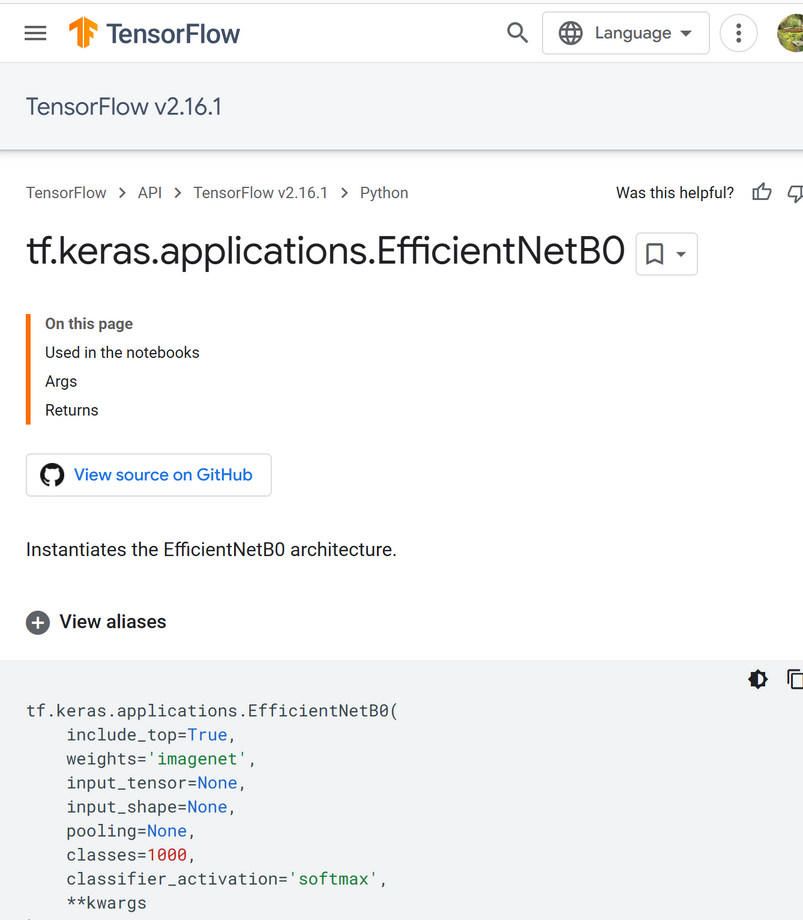 TensorFlow
Language
TensorFlow v2.16.1
TensorFlow > API > TensorFlow v2.16.1 > Python
Was this helpful?
tf.keras.applications.EfficientNetB0
On this page
Used in the notebooks
Args
Returns
View source on GitHub
Instantiates the EfficientNetB0 architecture.
View aliases
tf.keras.applications.EfficientNetB0(
    include_top=True,
    weights='imagenet',
    input_tensor=None,
    input_shape=None,
    pooling=None,
    classes=1000,
    classifier_activation='softmax',
    **kwargs